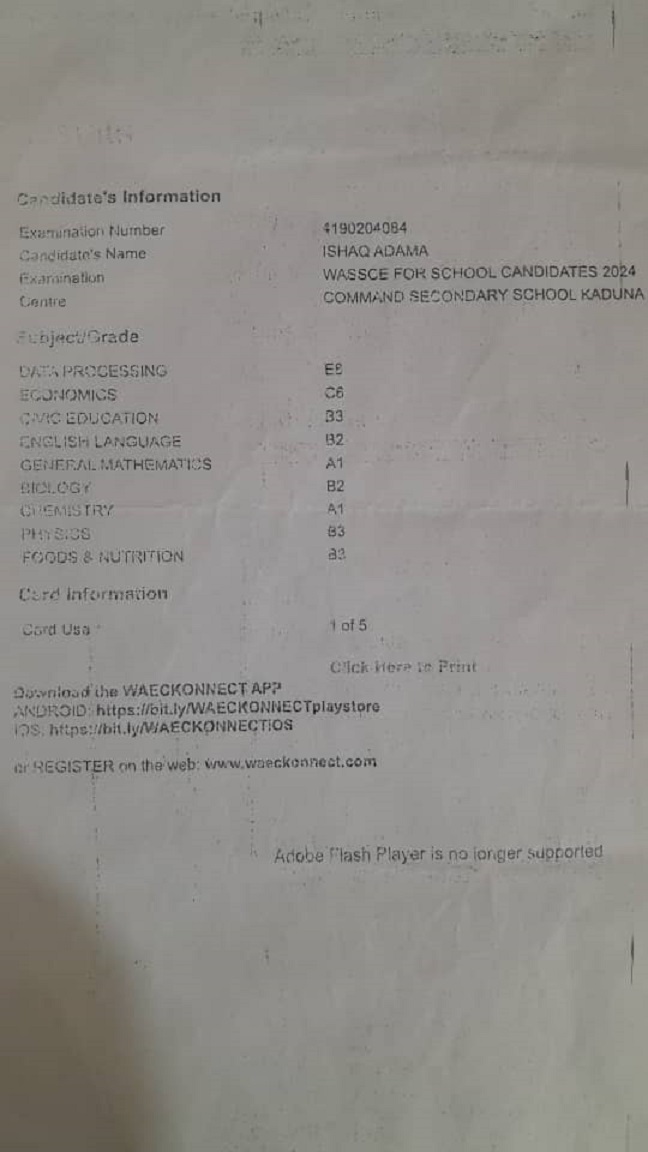 Candidate's Information
Examination Number 4190204084
Candidate's Name ISHAQ ADAMA
Examination WASSCE FOR SCHOOL CANDIDATES 2024
Centre COMMAND SECONDARY SCHOOL KADUNA
Subject/Grade
DATA PROCESSING E8
ECONOMICS C6
CIVIC EDUCATION B3
ENGLISH LANGUAGE B2
GENERAL MATHEMATICS A1
BIOLOGY B2
CHEMISTRY A1
PHYSICS B3
FOODS & NUTRITION
Card Information
Card Use 1 of 5
Click Here to Print
Download the WAECKONNECT APP
ANDROID: https://bit.ly/WAECKONNECTplaystore
IOS: https://bit.ly/WAECKONNECTIOS
or REGISTER on the web: www.waeckonnect.com
Adobe Flash Player is no longer supported